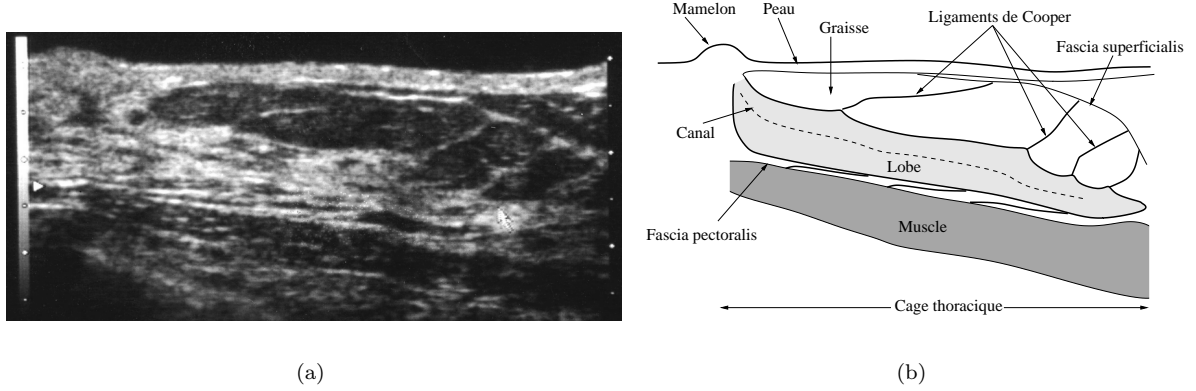 Mamelon
Peau
Graisse
Ligaments de Cooper
Fascia superficialis
Canal
Lobe
Fascia pectoralis
Muscle
Cage thoracique
(a)
(b)